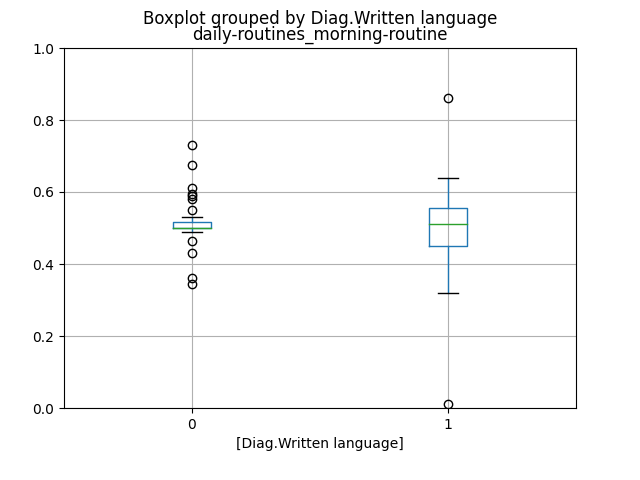 Boxplot grouped by Diag.Written language
daily-routines_morning-routine
1.0
0.8
0.6
0.4
0.2
0.0
0 1
[Diag.Written language]